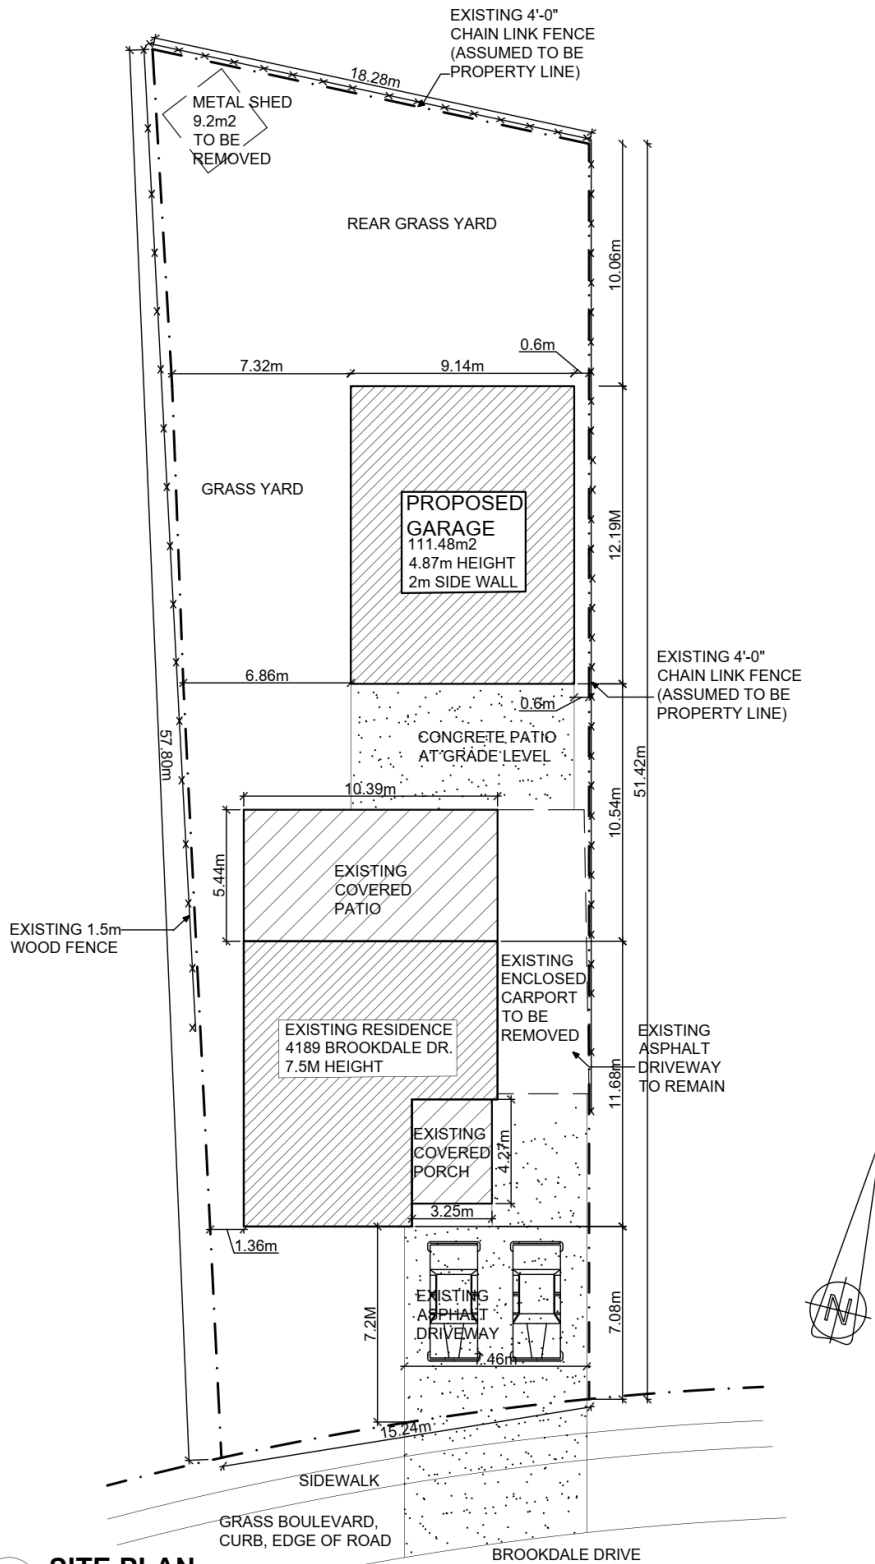 EXISTING 4'-0"
CHAIN LINK FENCE
(ASSUMED TO BE
PROPERTY LINE)
18.28m
METAL SHED
9.2m2
TO BE
REMOVED
REAR GRASS YARD
10.06m
0.6m
7.32m
9.14m
GRASS YARD
PROPOSED
GARAGE
111.48m2
4.87m HEIGHT
2m SIDE WALL
12.19M
EXISTING 4'-0"
CHAIN LINK FENCE
(ASSUMED TO BE
PROPERTY LINE)
6.86m
0.6m
CONCRETE PATIO
AT GRADE LEVEL
57.80m
51.42m
10.39m
10.54m
5.44m
EXISTING
COVERED
PATIO
EXISTING 1.5m
WOOD FENCE
EXISTING
ENCLOSED
CARPORT
TO BE
REMOVED
EXISTING RESIDENCE
4189 BROOKDALE DR.
7.5M HEIGHT
EXISTING
ASPHALT
DRIVEWAY
TO REMAIN
11.68m
EXISTING
COVERED
PORCH
4.27m
3.25m
1.36m
7.2M
EXISTING
ASPHALT
DRIVEWAY
7.08m
N
7.46m
15.24m
SIDEWALK
GRASS BOULEVARD,
CURB, EDGE OF ROAD
BROOKDALE DRIVE
SITE PLAN